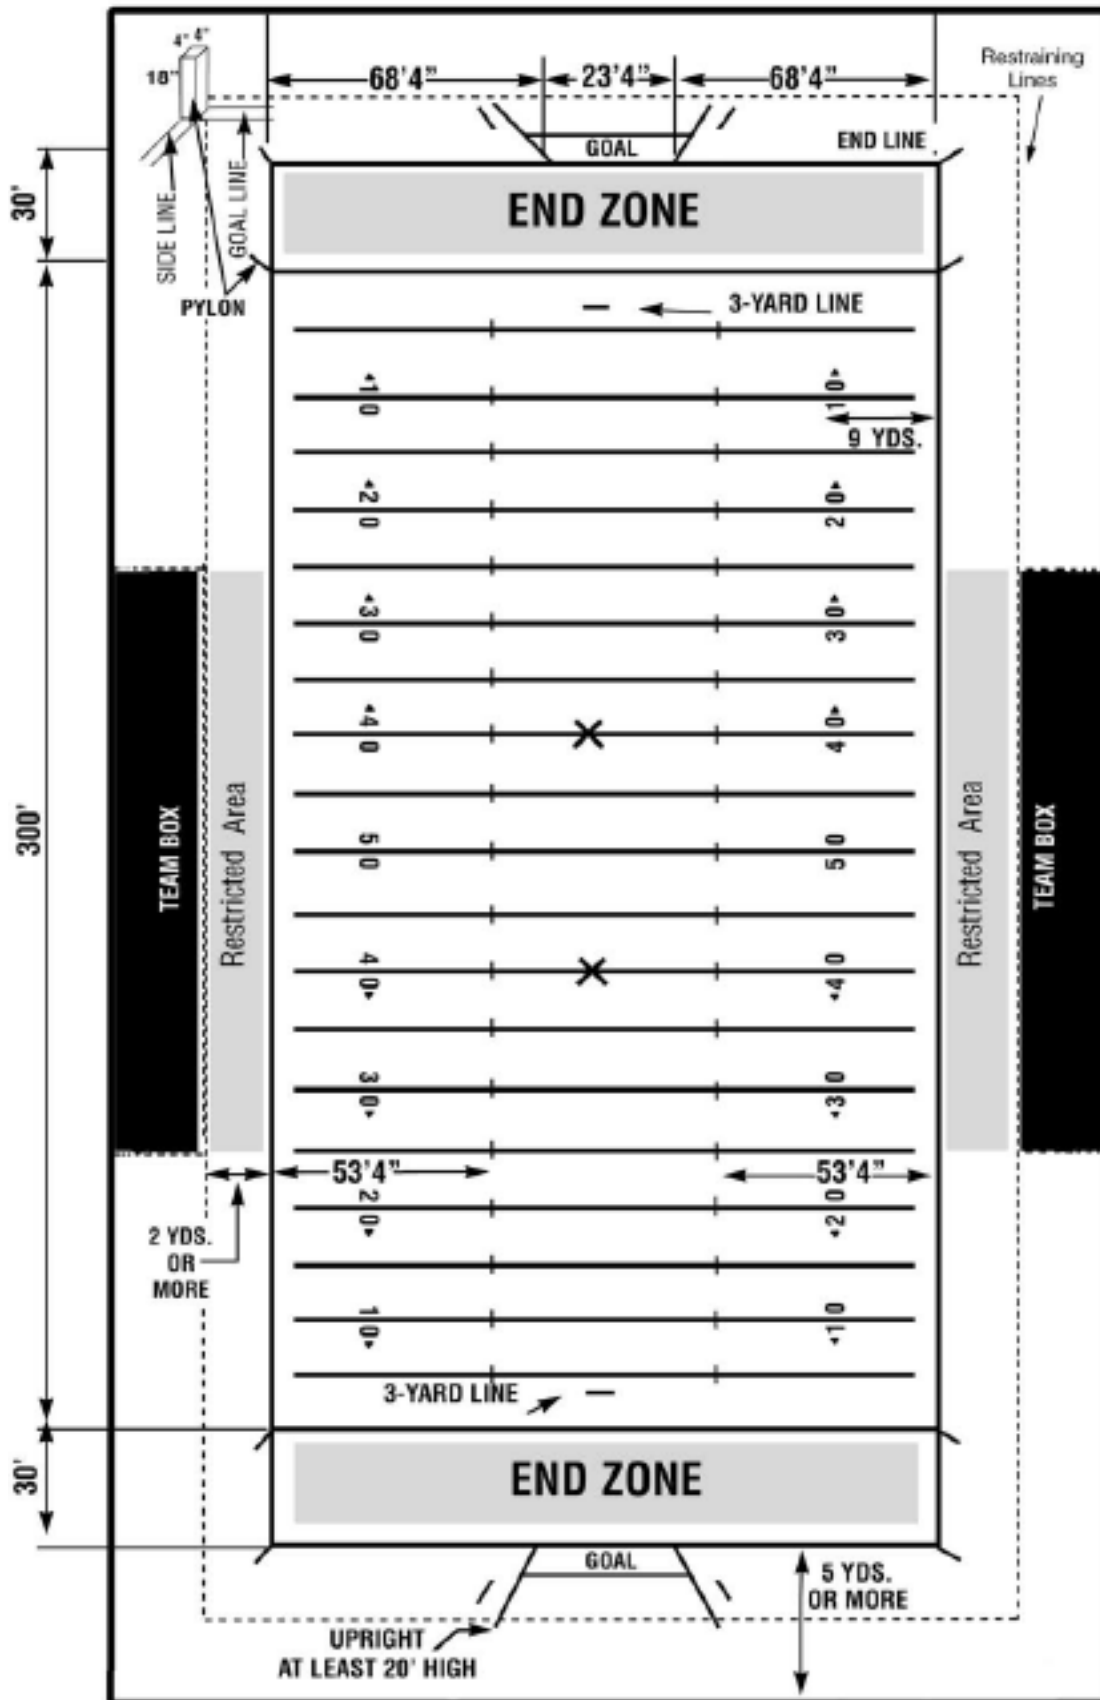 4" 4"
18"
68'4"
23'4"
68'4"
Restraining
Lines
GOAL
END LINE
30'
SIDE LINE
GOAL LINE
END ZONE
PYLON
3-YARD LINE
10
10
9 YDS.
20
20
30
30
40
40
300'
TEAM BOX
Restricted Area
50
50
Restricted Area
TEAM BOX
40
40
30
30
53'4"
53'4"
20
20
2 YDS.
OR
MORE
10
10
3-YARD LINE
30'
END ZONE
GOAL
5 YDS.
OR MORE
UPRIGHT
AT LEAST 20' HIGH